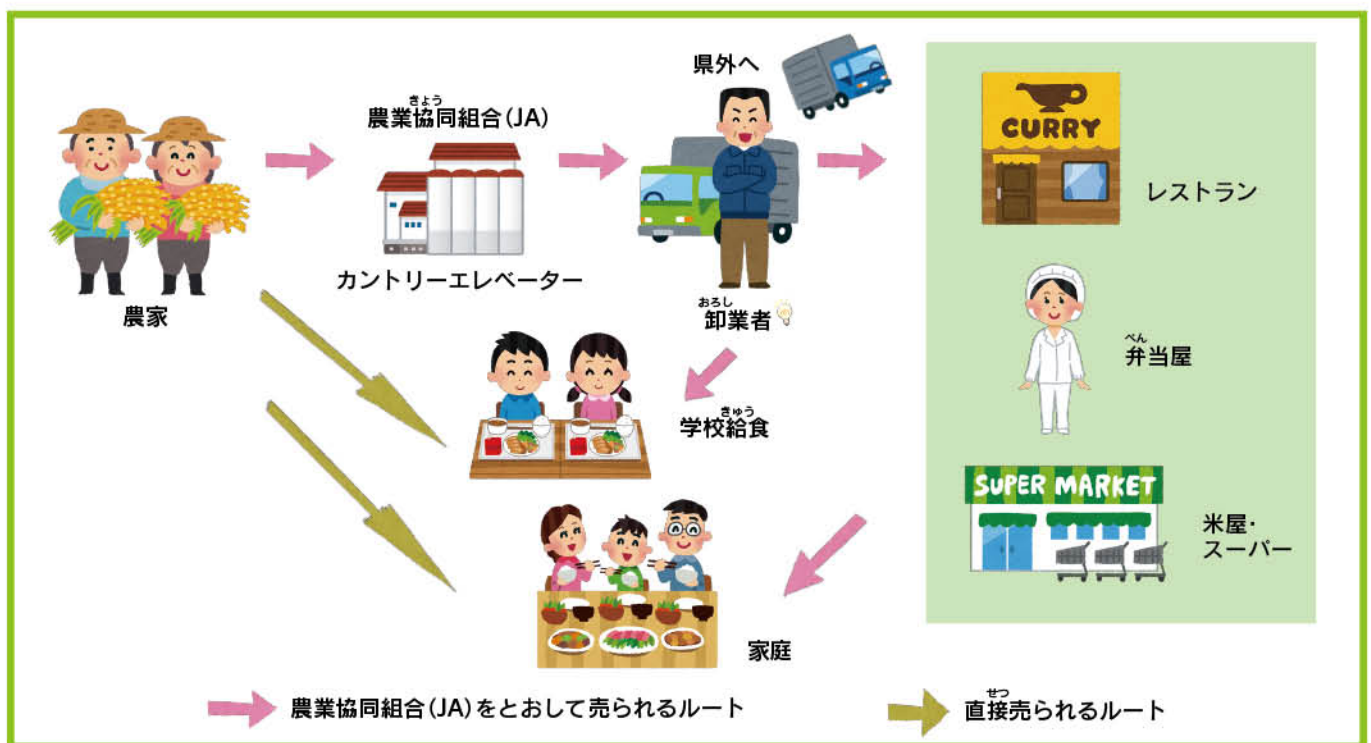 県外へ
きょう
農業協同組合(JA)
CURRY
レストラン
カントリーエレベーター
農家
おろし
卸業者
べん
弁当屋
きゅう
学校給食
SUPER MARKET
米屋・
スーパー
家庭
農業協同組合(JA)をとおして売られるルート
せつ
直接売られるルート